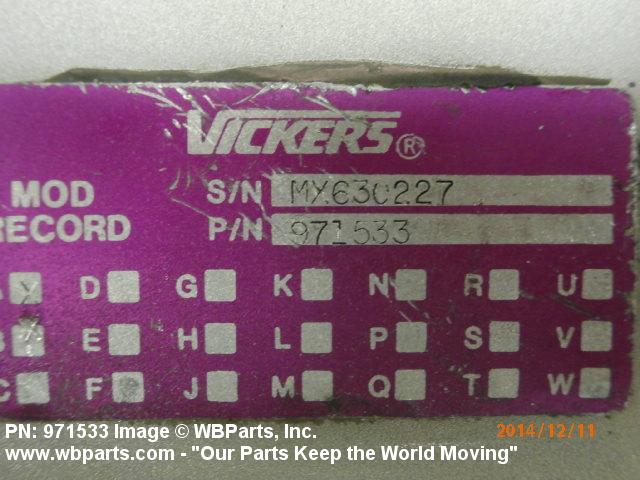 VICKERS®
MOD RECORD
S/N MX630227
P/N 971533
A D G K N R U
B E H L P S V
C F J M Q T W
PN: 971533 Image © WBParts, Inc.
2014/12/11
www.wbparts.com - "Our Parts Keep the World Moving"